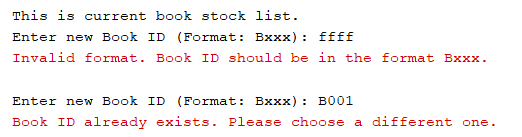 This is current book stock list.
Enter new Book ID (Format: Bxxx): ffff
Invalid format. Book ID should be in the format Bxxx.
Enter new Book ID (Format: Bxxx): B001
Book ID already exists. Please choose a different one.